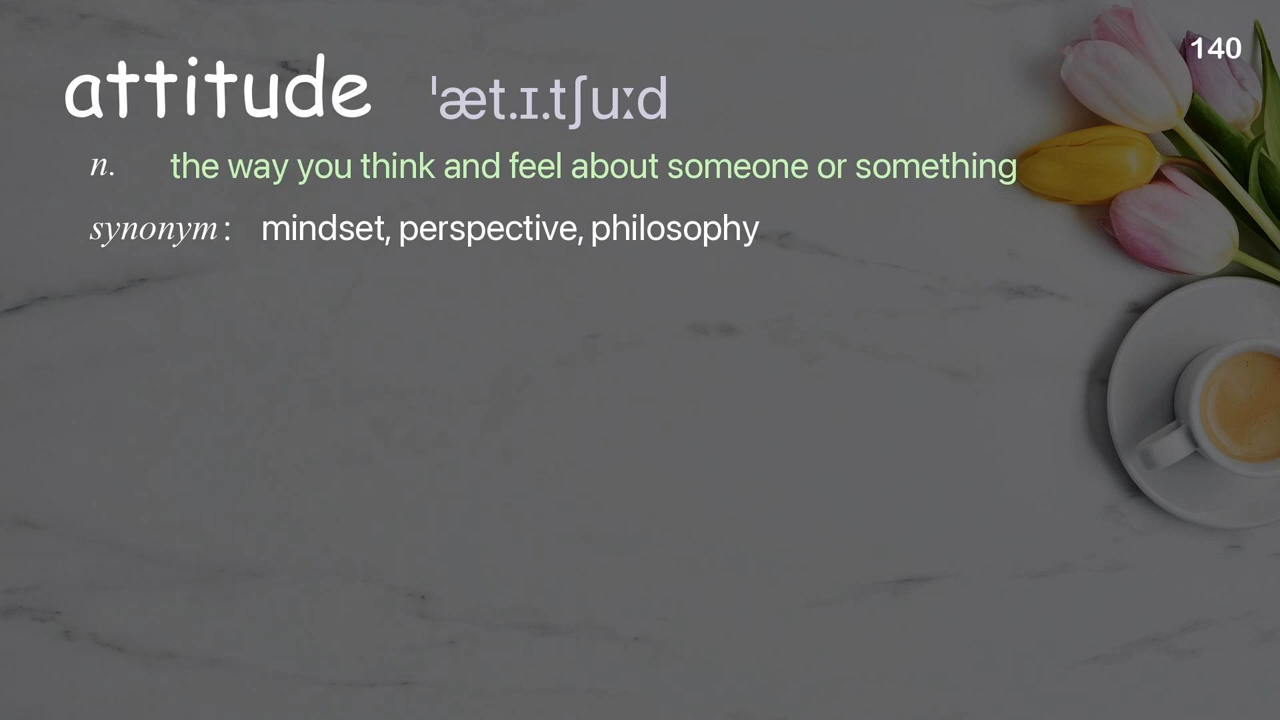 140
attitude ˈæt.ɪ.tʃuːd
n. the way you think and feel about someone or something
synonym: mindset, perspective, philosophy